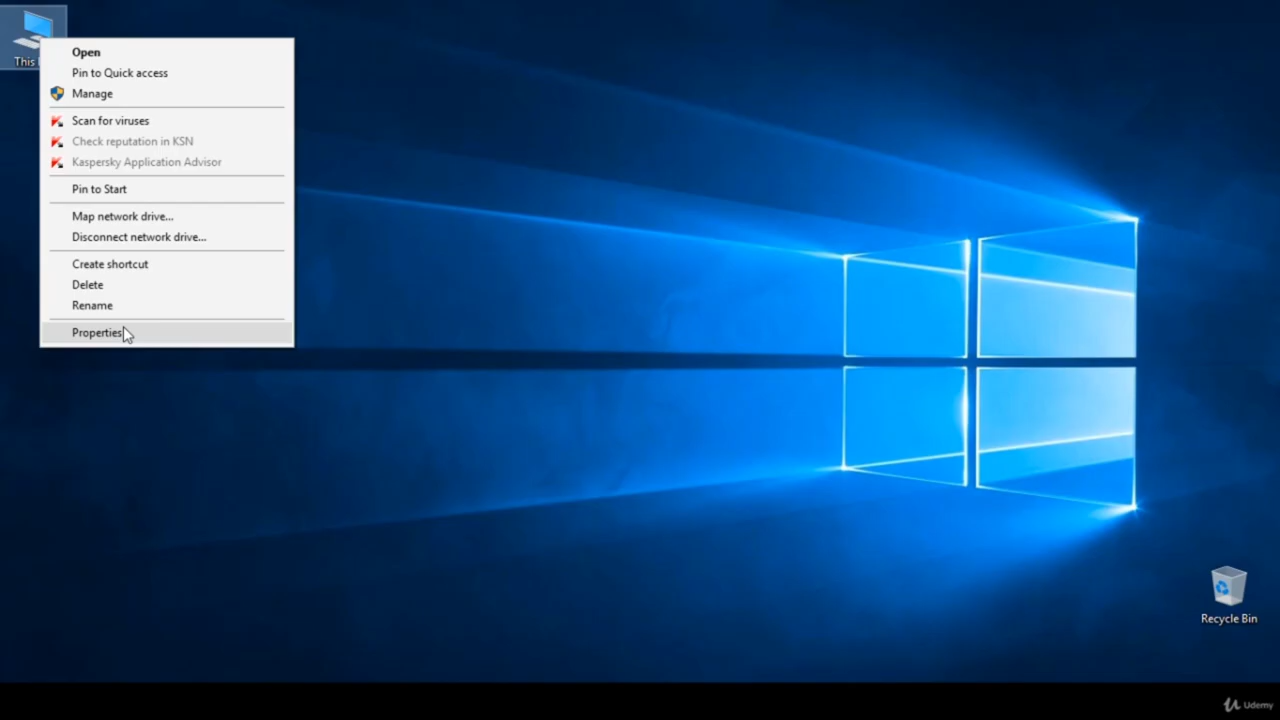 This
Open
Pin to Quick access
Manage
Scan for viruses
Check reputation in KSN
Kaspersky Application Advisor
Pin to Start
Map network drive...
Disconnect network drive...
Create shortcut
Delete
Rename
Properties
Recycle Bin
Udemy